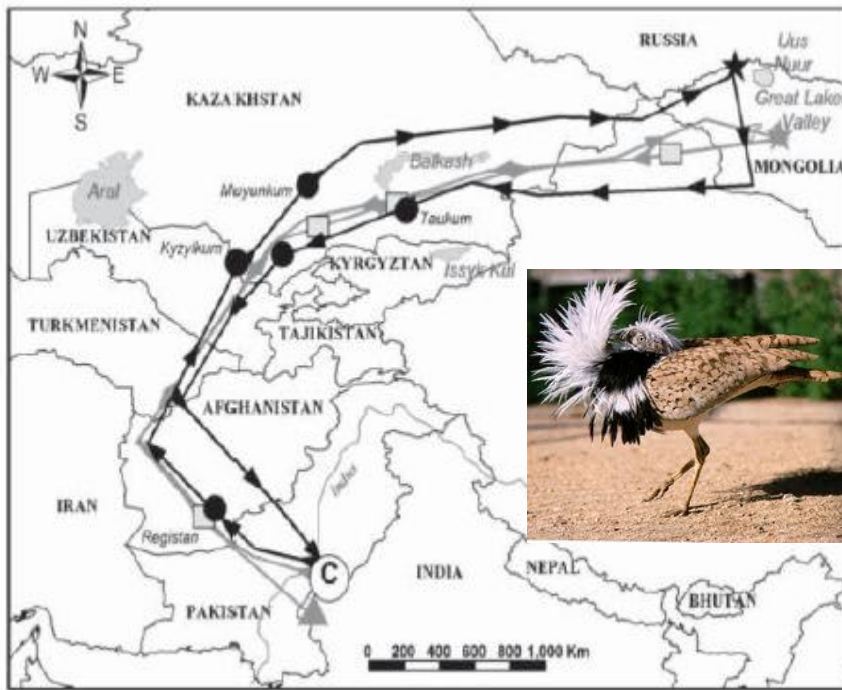 N
W E
S
RUSSIA
Uus
Nuur
Great Lake
Valley
KAZAKHSTAN
MONGOLIA
Balkash
Muyunkum
Aral
Taukum
UZBEKISTAN
Kyzylkum
KYRGYZTAN
Issyk Kul
TURKMENISTAN
TAJIKISTAN
AFGHANISTAN
Indus
IRAN
Registan
C
INDIA
NEPAL
PAKISTAN
BHUTAN
0 200 400 600 800 1,000 Km